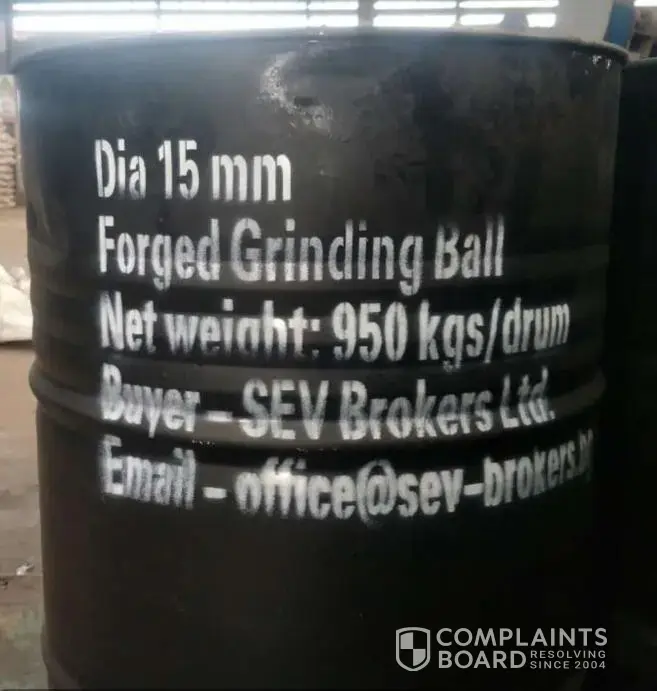 Dia 15 mm
Forged Grinding Ball
Net weight: 950 kgs/drum
Buyer – SEV Brokers Ltd.
Email – office@sev-brokers.bg
COMPLAINTS
BOARD RESOLVING
SINCE 2004